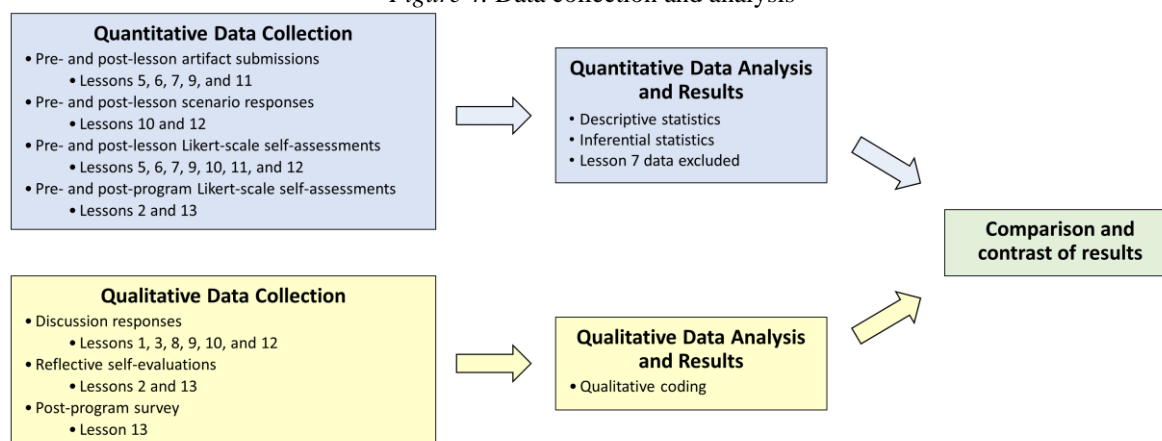 Figure 4. Data collection and analysis
Quantitative Data Collection
• Pre- and post-lesson artifact submissions
• Lessons 5, 6, 7, 9, and 11
• Pre- and post-lesson scenario responses
• Lessons 10 and 12
• Pre- and post-lesson Likert-scale self-assessments
• Lessons 5, 6, 7, 9, 10, 11, and 12
• Pre- and post-program Likert-scale self-assessments
• Lessons 2 and 13
Quantitative Data Analysis
and Results
• Descriptive statistics
• Inferential statistics
• Lesson 7 data excluded
Comparison and
contrast of results
Qualitative Data Collection
• Discussion responses
• Lessons 1, 3, 8, 9, 10, and 12
• Reflective self-evaluations
• Lessons 2 and 13
• Post-program survey
• Lesson 13
Qualitative Data Analysis
and Results
• Qualitative coding